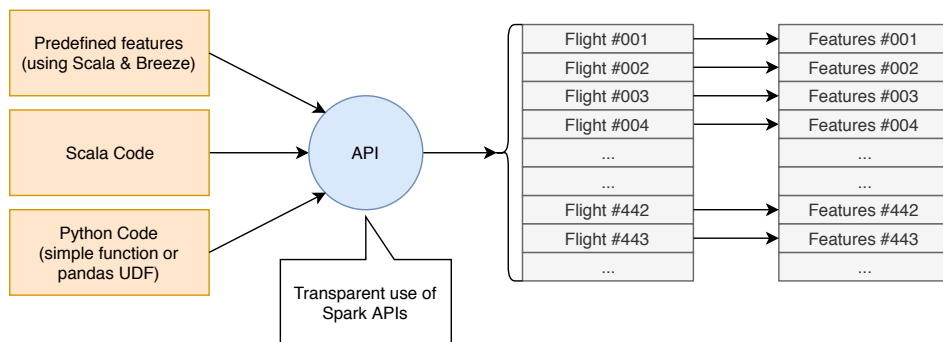 Predefined features
(using Scala & Breeze)
Scala Code
Python Code
(simple function or
pandas UDF)
API
Transparent use of
Spark APIs
Flight #001
Flight #002
Flight #003
Flight #004
...
...
Flight #442
Flight #443
...
Features #001
Features #002
Features #003
Features #004
...
...
Features #442
Features #443
...